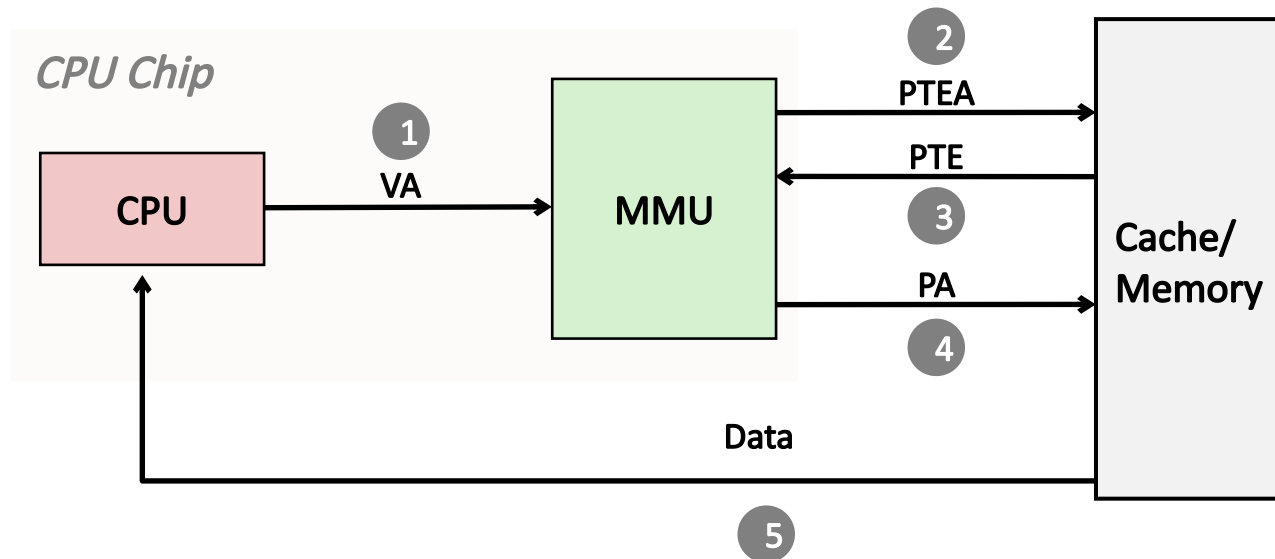 CPU Chip
2
PTEA
1
VA
PTE
CPU
MMU
3
Cache/
Memory
PA
4
Data
5